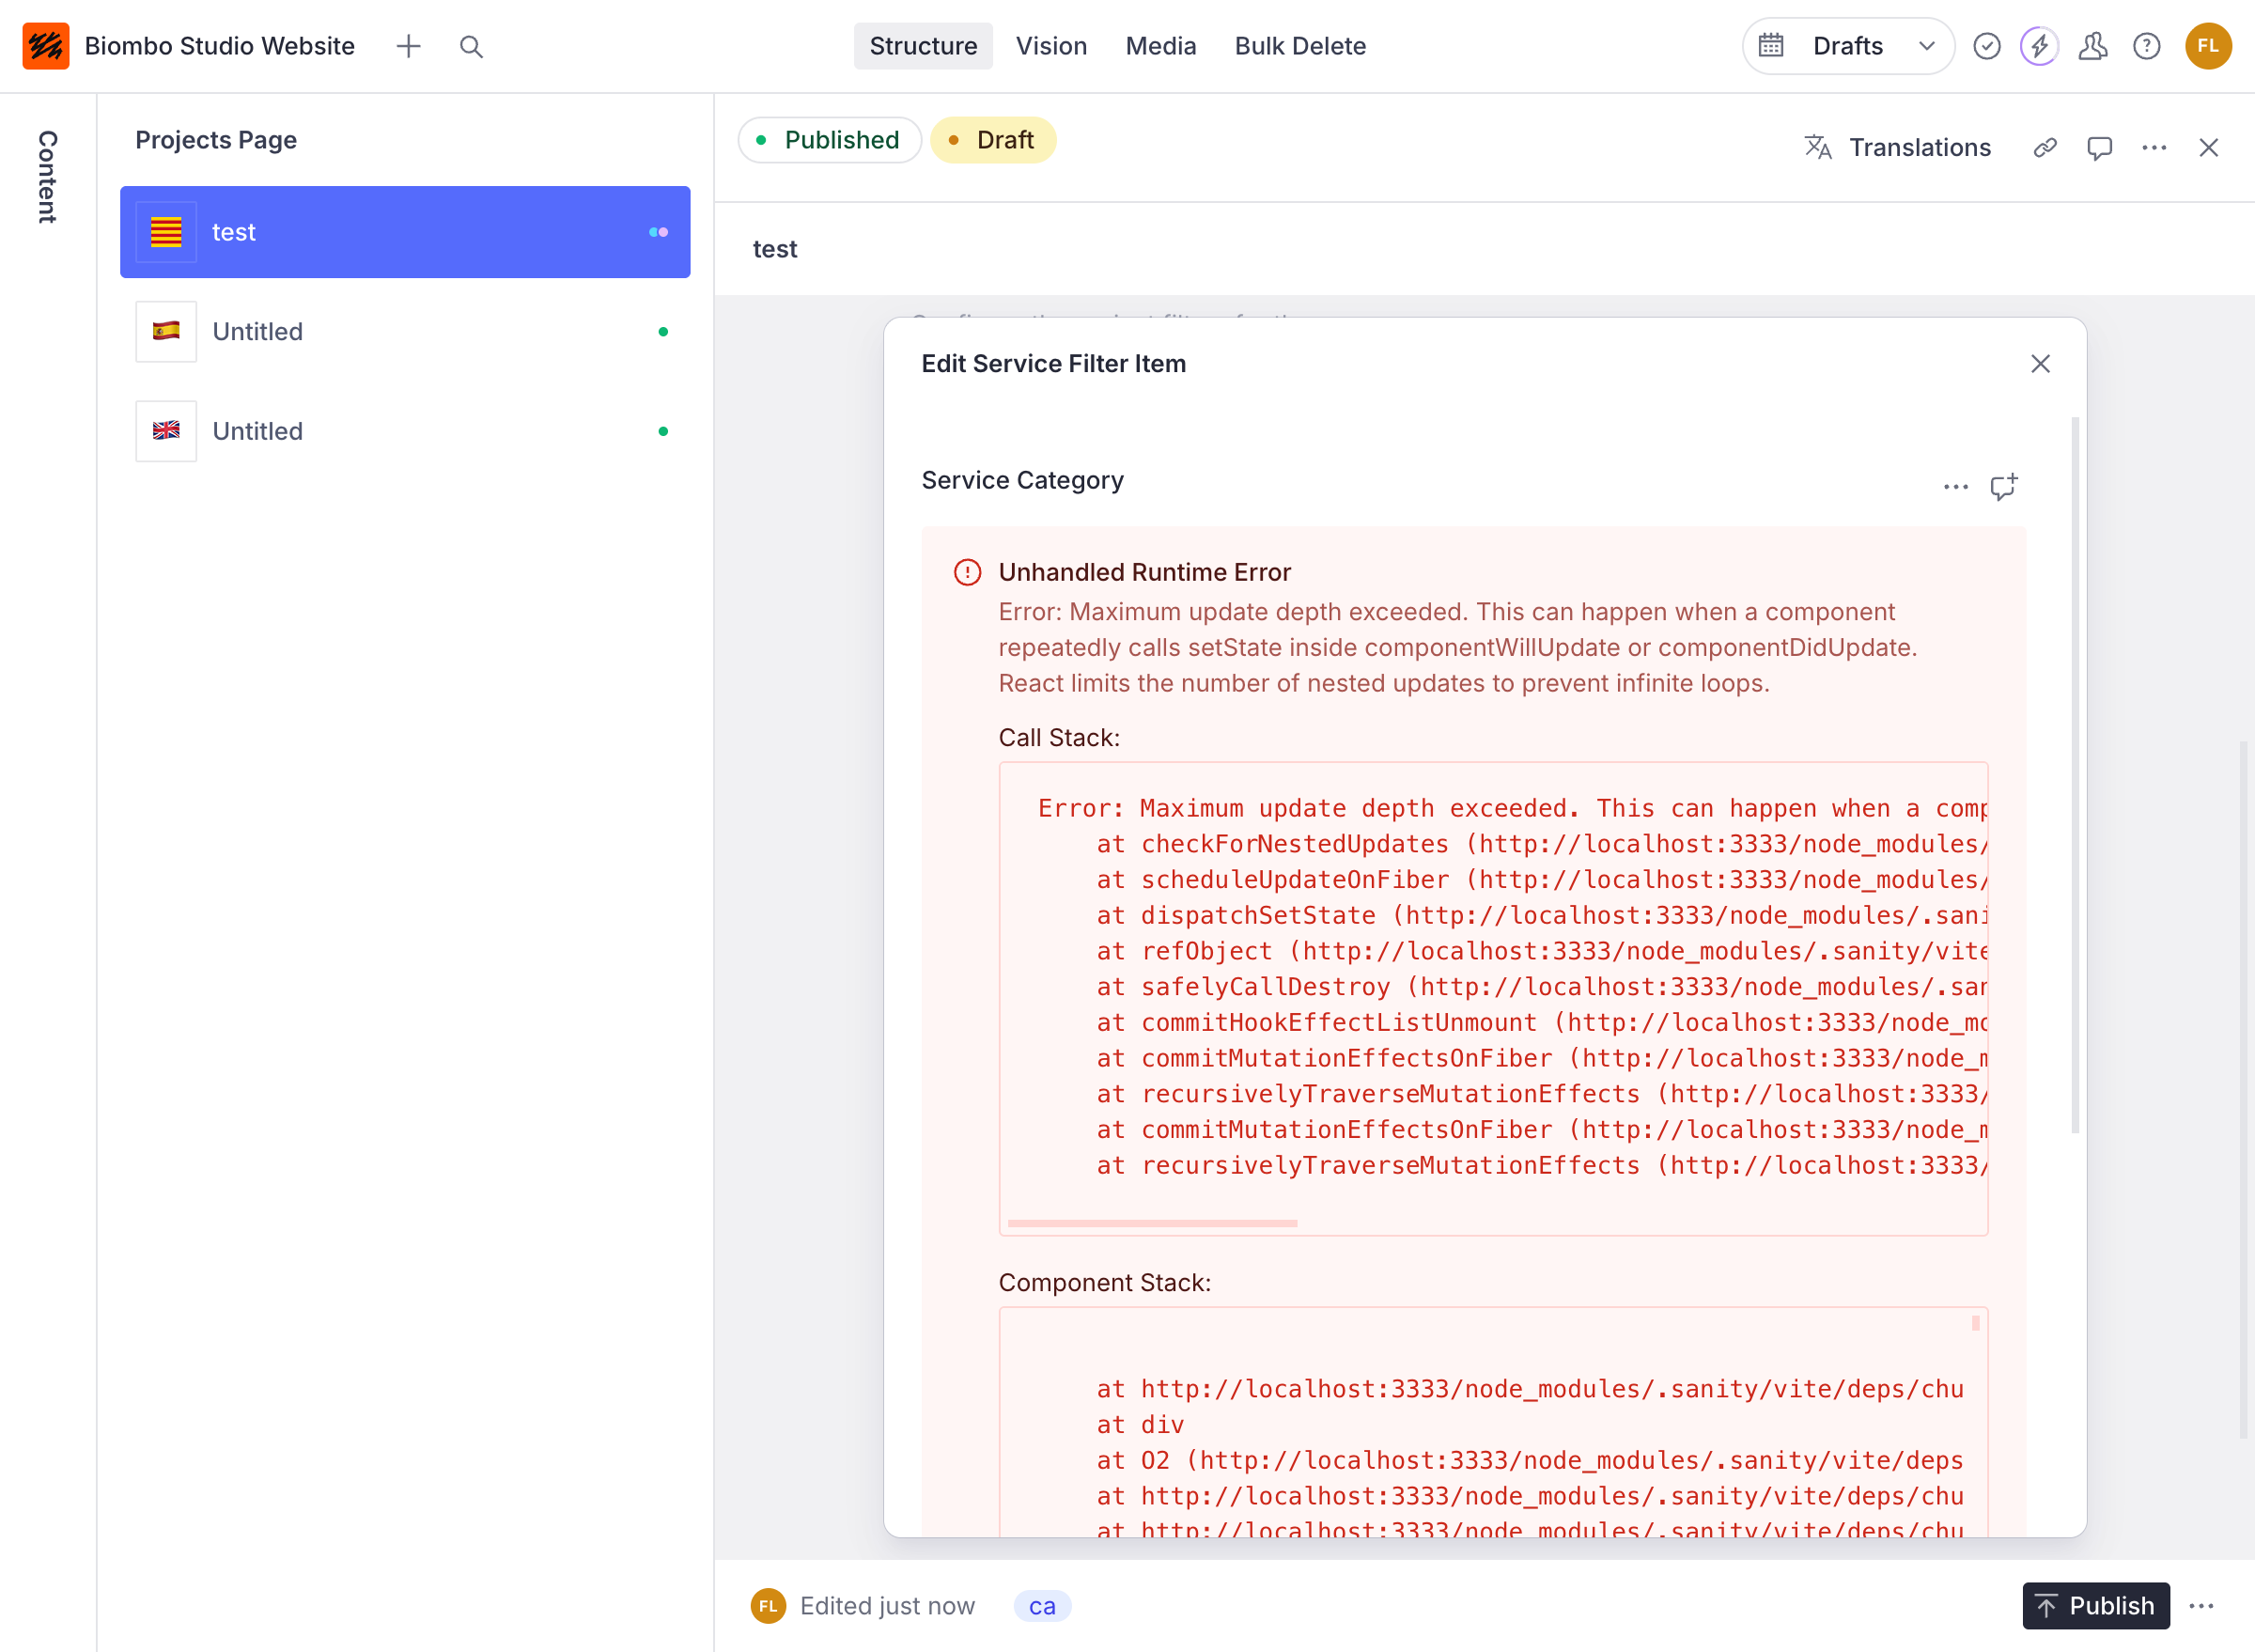 Biombo Studio Website
Structure
Vision
Media
Bulk Delete
Drafts
FL
Content
Projects Page
test
Untitled
Untitled
Published
Draft
Translations
test
Edit Service Filter Item
Service Category
Unhandled Runtime Error
Error: Maximum update depth exceeded. This can happen when a component
repeatedly calls setState inside componentWillUpdate or componentDidUpdate.
React limits the number of nested updates to prevent infinite loops.
Call Stack:
Error: Maximum update depth exceeded. This can happen when a comp
at checkForNestedUpdates (http://localhost:3333/node_modules/
at scheduleUpdateOnFiber (http://localhost:3333/node_modules/
at dispatchSetState (http://localhost:3333/node_modules/.sani
at refObject (http://localhost:3333/node_modules/.sanity/vite
at safelyCallDestroy (http://localhost:3333/node_modules/.san
at commitHookEffectListUnmount (http://localhost:3333/node_mo
at commitMutationEffectsOnFiber (http://localhost:3333/node_m
at recursivelyTraverseMutationEffects (http://localhost:3333/
at commitMutationEffectsOnFiber (http://localhost:3333/node_m
at recursivelyTraverseMutationEffects (http://localhost:3333/
Component Stack:
at http://localhost:3333/node_modules/.sanity/vite/deps/chu
at div
at O2 (http://localhost:3333/node_modules/.sanity/vite/deps
at http://localhost:3333/node_modules/.sanity/vite/deps/chu
at http://localhost:3333/node_modules/.sanity/vite/deps/chu
FL
Edited just now
ca
Publish